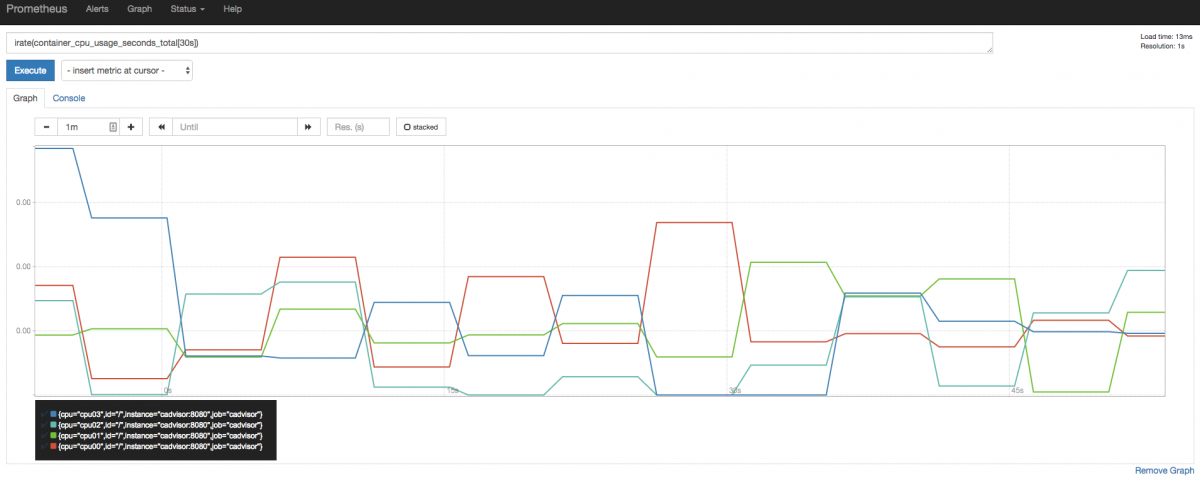 Prometheus Alerts Graph Status Help
irate(container_cpu_usage_seconds_total[30s])
Load time: 13ms
Resolution: 1s
Execute - insert metric at cursor -
Graph Console
1m Until Res. (s) stacked
0.00
0.00
0.00
0s 15s 30s 45s
{cpu="cpu03",id="/",instance="cadvisor:8080",job="cadvisor"}
{cpu="cpu02",id="/",instance="cadvisor:8080",job="cadvisor"}
{cpu="cpu01",id="/",instance="cadvisor:8080",job="cadvisor"}
{cpu="cpu00",id="/",instance="cadvisor:8080",job="cadvisor"}
Remove Graph